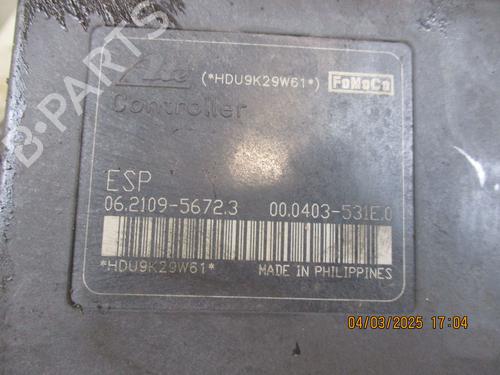 B-PARTS
Ate (*HDU9K29W61*) FoMoCo
Controller
ESP
06.2109-5672.3 00.0403-531E.0
*HDU9K29W61* MADE IN PHILIPPINES
B-PARTS
04/03/2025 17:04